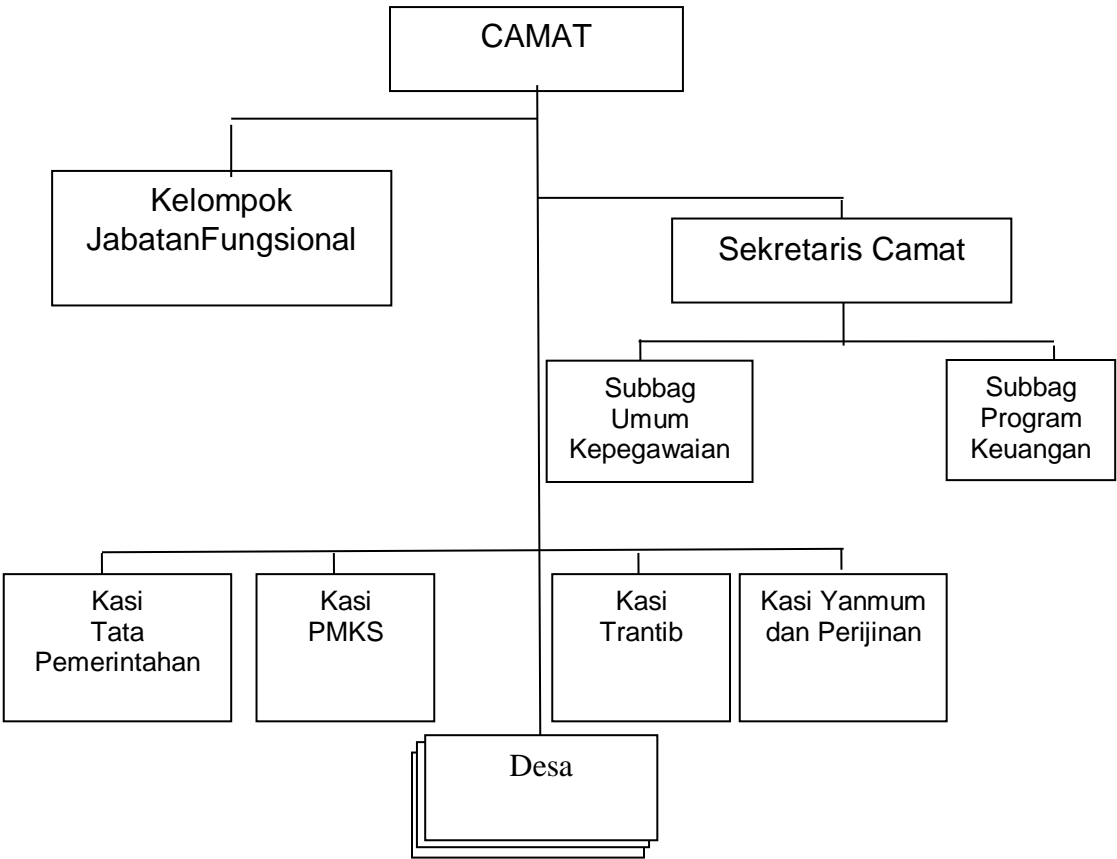 CAMAT
Kelompok
JabatanFungsional
Sekretaris Camat
Subbag
Umum
Kepegawaian
Subbag
Program
Keuangan
Kasi
Tata
Pemerintahan
Kasi
PMKS
Kasi
Trantib
Kasi Yanmum
dan Perijinan
Desa